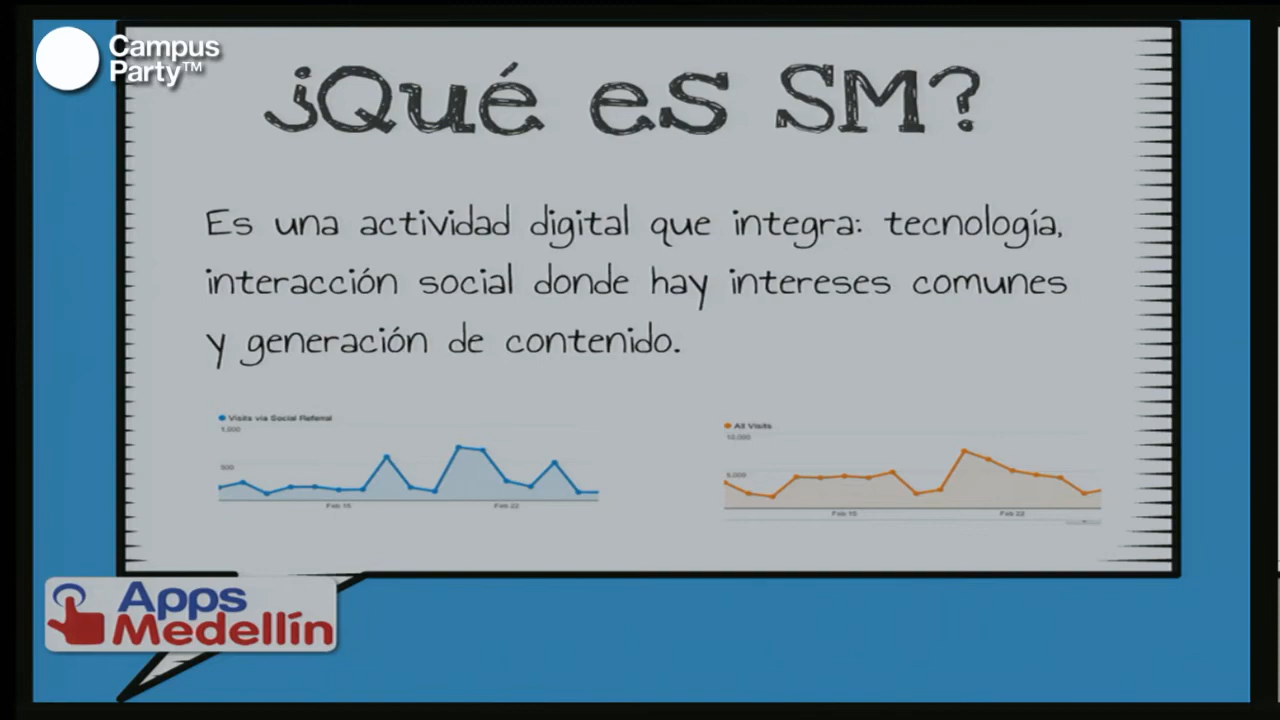 Campus
Party™
¿Qué es SM?
Es una actividad digital que integra: tecnología,
interacción social donde hay intereses comunes
y generación de contenido.
Visits via Social Referral
1,000
500
Feb 15
Feb 22
All Visits
10,000
5,000
Feb 15
Feb 22
Apps
Medellín